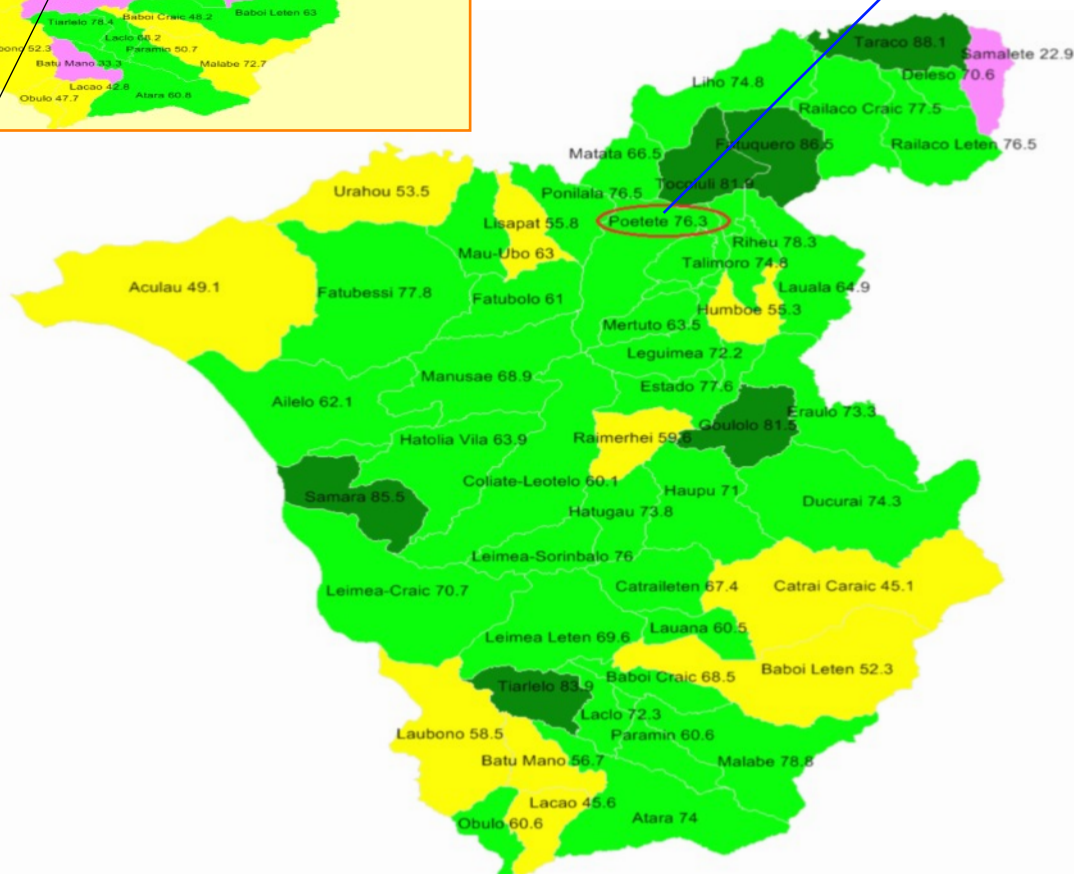 Tiarlelo 78.4
Baboi Craic 48.2
Baboi Leten 63
Laclo 68.2
Paramio 50.7
Batu Mano 33.3
Malabe 72.7
Lacao 42.8
Obulo 47.7
Atara 60.8
Taraco 88.1
Samalete 22.9
Deleso 70.6
Liho 74.8
Railaco Craic 77.5
Fatuquero 86.5
Railaco Leten 76.5
Matata 66.5
Tocoluli 81.9
Ponilala 76.5
Urahou 53.5
Lisapat 55.8
Poetete 76.3
Riheu 78.3
Mau-Ubo 63
Talimoro 74.8
Aculau 49.1
Fatubessi 77.8
Fatubolo 61
Lauala 64.9
Humboe 55.3
Mertuto 63.5
Leguimea 72.2
Manusae 68.9
Estado 77.6
Ailelo 62.1
Eraulo 73.3
Goulolo 81.5
Hatolia Vila 63.9
Raimerhei 59.6
Coliate-Leotelo 60.1
Haupu 71
Samara 85.5
Ducurai 74.3
Hatugau 73.8
Leimea-Sorinbalo 76
Leimea-Craic 70.7
Catraileten 67.4
Catrai Caraic 45.1
Lauana 60.5
Leimea Leten 69.6
Baboi Leten 52.3
Baboi Craic 68.5
Tiarlelo 83.9
Laclo 72.3
Laubono 58.5
Paramin 60.6
Batu Mano 56.7
Malabe 78.8
Lacao 45.6
Obulo 60.6
Atara 74